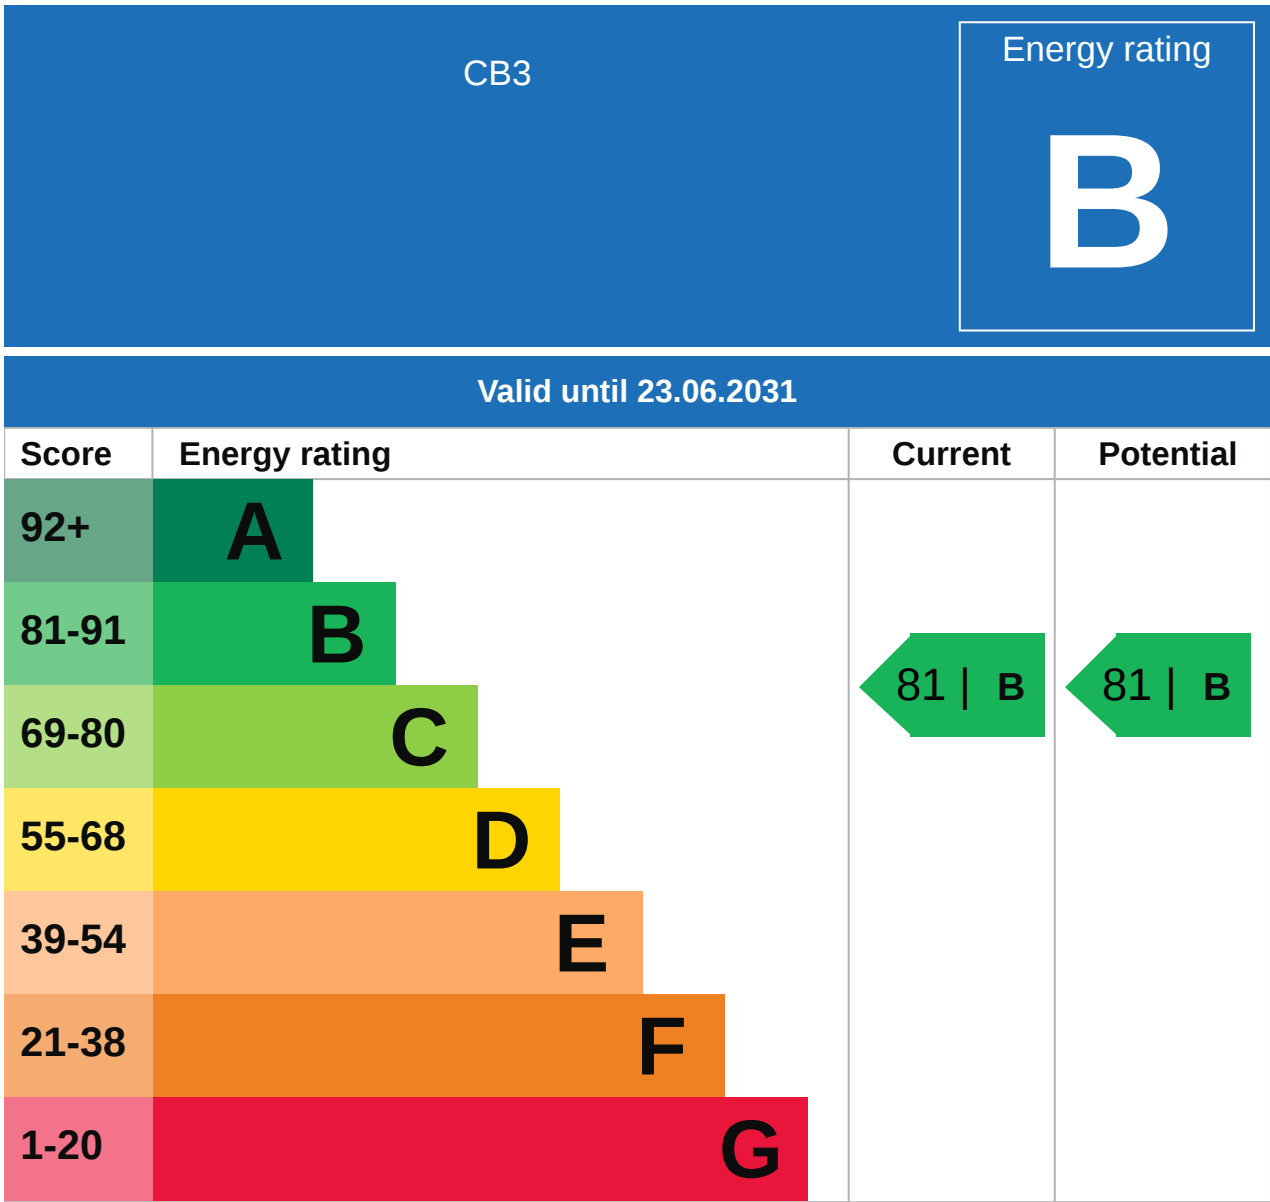 CB3
Energy rating
B
Valid until 23.06.2031
Score Energy rating Current Potential
92+ A
81-91 B
81 | B 81 | B
69-80 C
55-68 D
39-54 E
21-38 F
1-20 G